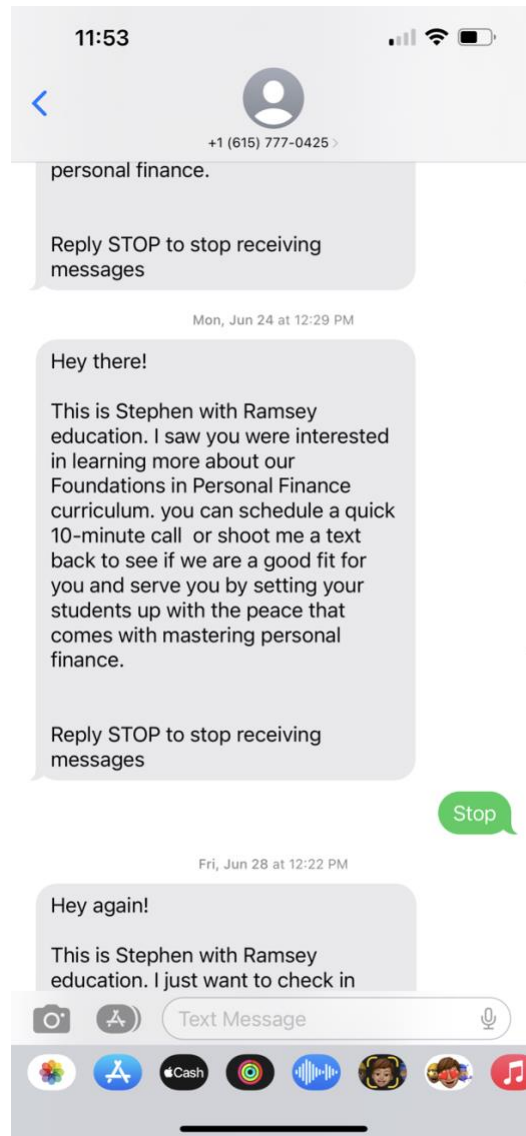 11:53
+1 (615) 777-0425
personal finance.
Reply STOP to stop receiving
messages
Mon, Jun 24 at 12:29 PM
Hey there!
This is Stephen with Ramsey
education. I saw you were interested
in learning more about our
Foundations in Personal Finance
curriculum. you can schedule a quick
10-minute call  or shoot me a text
back to see if we are a good fit for
you and serve you by setting your
students up with the peace that
comes with mastering personal
finance.
Reply STOP to stop receiving
messages
Stop
Fri, Jun 28 at 12:22 PM
Hey again!
This is Stephen with Ramsey
education. I just want to check in
Text Message
Cash